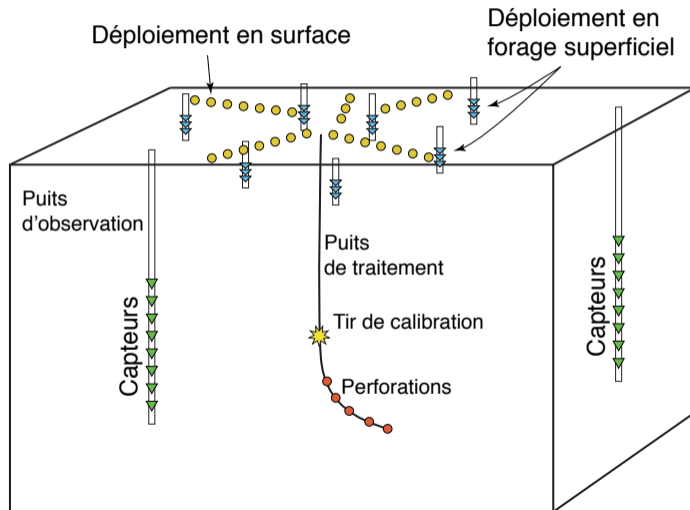 Déploiement en surface
Déploiement en
forage superficiel
Puits
d'observation
Capteurs
Puits
de traitement
Tir de calibration
Perforations
Capteurs